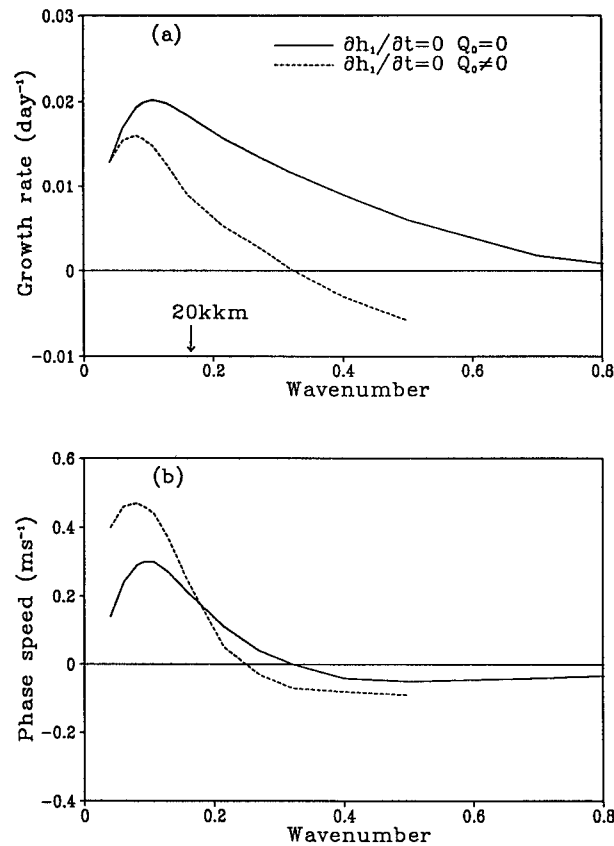 0.03
(a)
∂h₁/∂t=0 Q₀=0
∂h₁/∂t=0 Q₀≠0
0.02
0.01
0
-0.01
Growth rate (day⁻¹)
20kkm
↓
0 0.2 0.4 0.6 0.8
Wavenumber
0.6
(b)
0.4
0.2
0
-0.2
-0.4
Phase speed (ms⁻¹)
0 0.2 0.4 0.6 0.8
Wavenumber